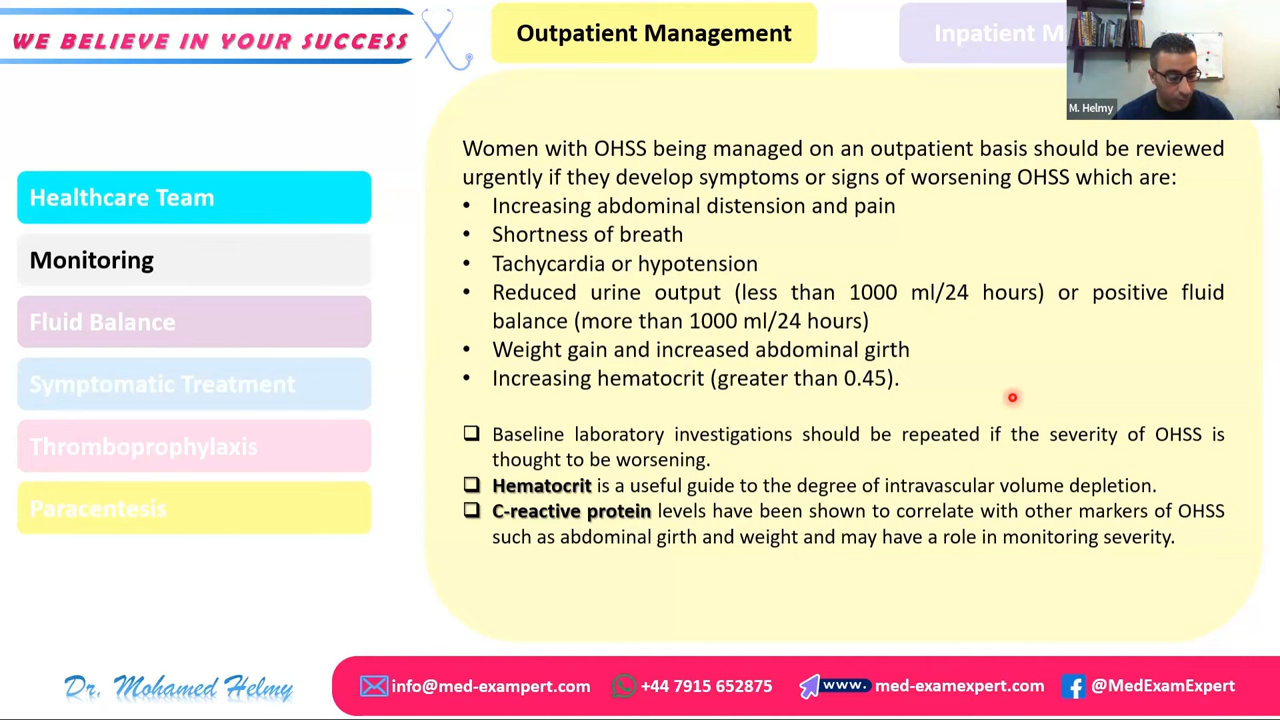 WE BELIEVE IN YOUR SUCCESS
Outpatient Management
Inpatient M
M. Helmy
Healthcare Team
Monitoring
Fluid Balance
Symptomatic Treatment
Thromboprophylaxis
Paracentesis
Women with OHSS being managed on an outpatient basis should be reviewed
urgently if they develop symptoms or signs of worsening OHSS which are:
• Increasing abdominal distension and pain
• Shortness of breath
• Tachycardia or hypotension
• Reduced urine output (less than 1000 ml/24 hours) or positive fluid
balance (more than 1000 ml/24 hours)
• Weight gain and increased abdominal girth
• Increasing hematocrit (greater than 0.45).
❑ Baseline laboratory investigations should be repeated if the severity of OHSS is
thought to be worsening.
❑ Hematocrit is a useful guide to the degree of intravascular volume depletion.
❑ C-reactive protein levels have been shown to correlate with other markers of OHSS
such as abdominal girth and weight and may have a role in monitoring severity.
Dr. Mohamed Helmy
info@med-exampert.com
+44 7915 652875
www. med-examexpert.com
@MedExamExpert